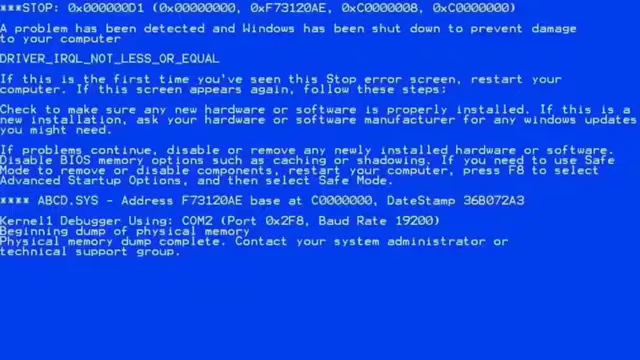 ***STOP: 0x000000D1 (0x00000000, 0xF73120AE, 0xC0000008, 0xC0000000)
A problem has been detected and Windows has been shut down to prevent damage
to your computer
DRIVER_IRQL_NOT_LESS_OR_EQUAL
If this is the first time you've seen this Stop error screen, restart your
computer. If this screen appears again, follow these steps:
Check to make sure any new hardware or software is properly installed. If this is a
new installation, ask your hardware or software manufacturer for any windows updates
you might need.
If problems continue, disable or remove any newly installed hardware or software.
Disable BIOS memory options such as caching or shadowing. If you need to use Safe
Mode to remove or disable components, restart your computer, press F8 to select
Advanced Startup Options, and then select Safe Mode.
**** ABCD.SYS - Address F73120AE base at C0000000, DateStamp 36B072A3
Kernel1 Debugger Using: COM2 (Port 0x2F8, Baud Rate 19200)
Beginning dump of physical memory
Physical memory dump complete. Contact your system administrator or
technical support group.